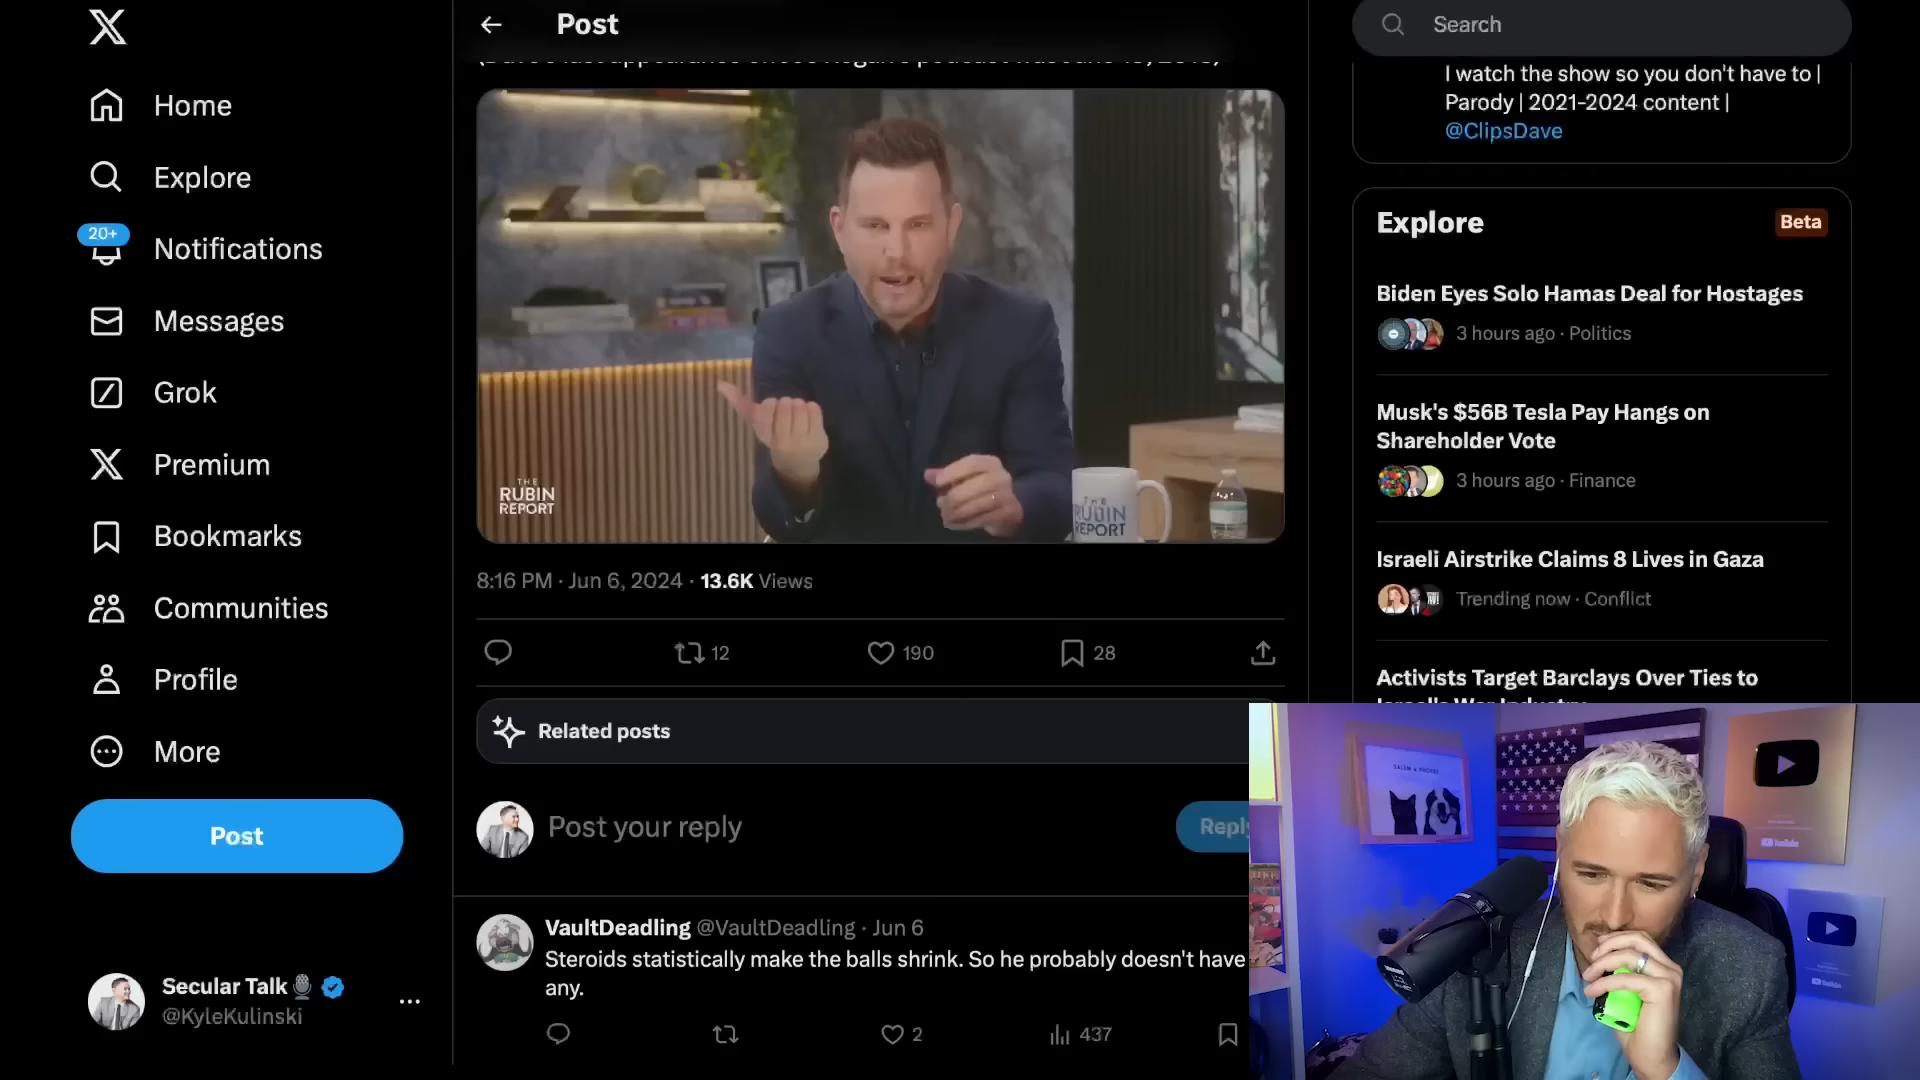 Post
Search
Home
Explore
20+
Notifications
Messages
Grok
Premium
Bookmarks
Communities
Profile
More
Post
Secular Talk
@KyleKulinski
THE
RUBIN
REPORT
THE
RUBIN
REPORT
8:16 PM · Jun 6, 2024 · 13.6K Views
12
190
28
Related posts
Post your reply
Reply
VaultDeadling @VaultDeadling · Jun 6
Steroids statistically make the balls shrink. So he probably doesn't have
any.
2
437
I watch the show so you don't have to |
Parody | 2021-2024 content |
@ClipsDave
Explore
Beta
Biden Eyes Solo Hamas Deal for Hostages
3 hours ago · Politics
Musk's $56B Tesla Pay Hangs on
Shareholder Vote
3 hours ago · Finance
Israeli Airstrike Claims 8 Lives in Gaza
Trending now · Conflict
Activists Target Barclays Over Ties to
YouTube
YouTube